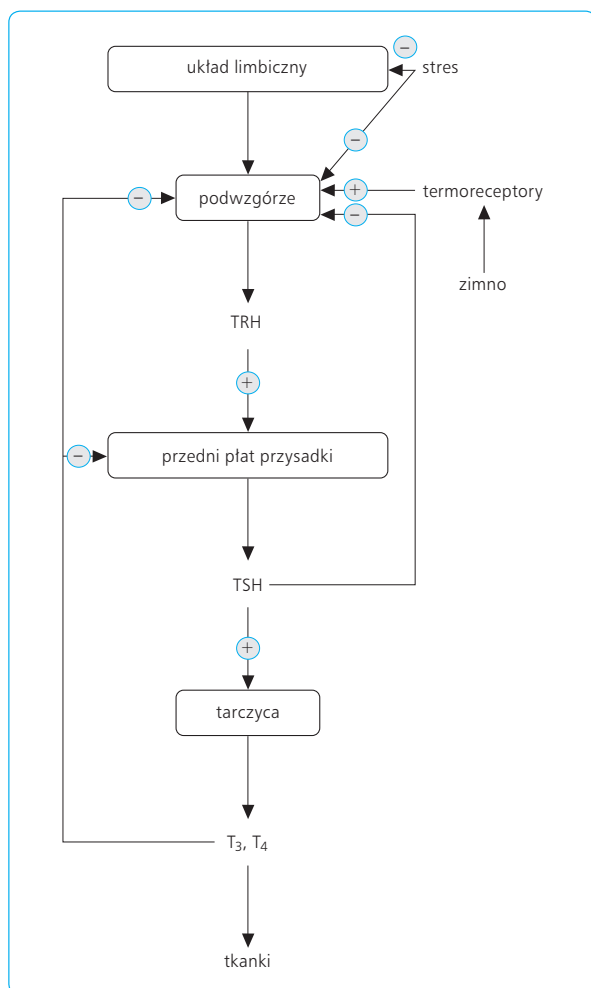 −
układ limbiczny
stres
−
− podwzgórze + termoreceptory
−
zimno
TRH
+
− przedni płat przysadki
TSH
+
tarczyca
T₃, T₄
tkanki